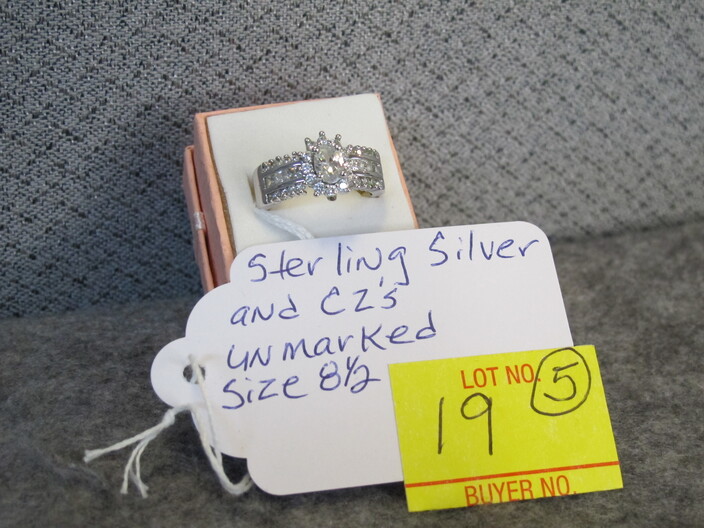 Sterling Silver
and CZ's
unmarked
Size 8½
LOT NO. 5
19
BUYER NO.